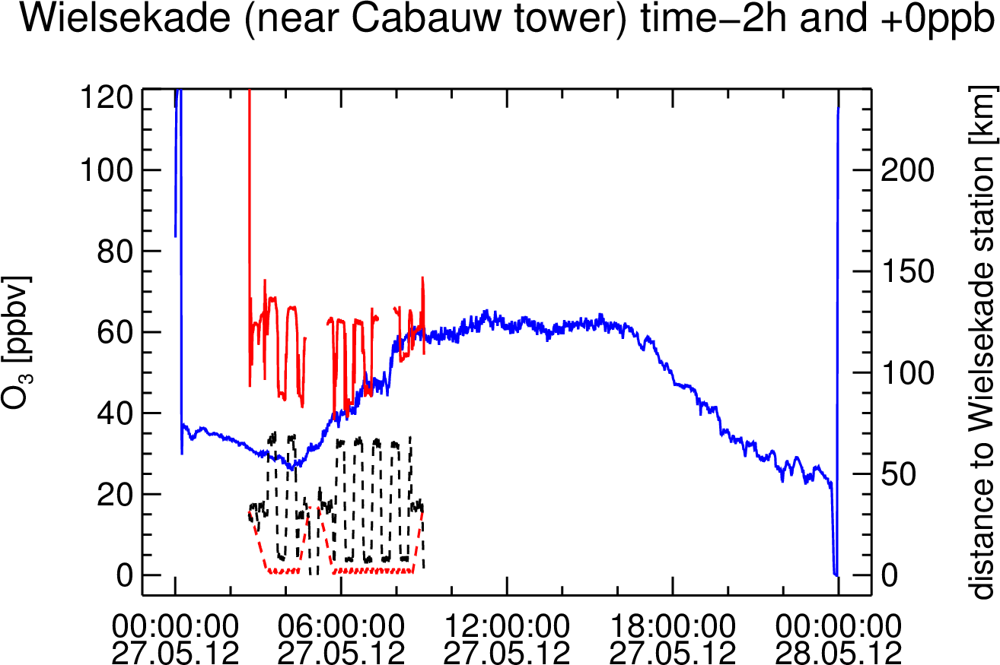 Wielsekade (near Cabauw tower) time−2h and +0ppb
120
100
80
60
40
20
0
O3 [ppbv]
200
150
100
50
0
distance to Wielsekade station [km]
00:00:00 06:00:00 12:00:00 18:00:00 00:00:00
27.05.12 27.05.12 27.05.12 27.05.12 28.05.12